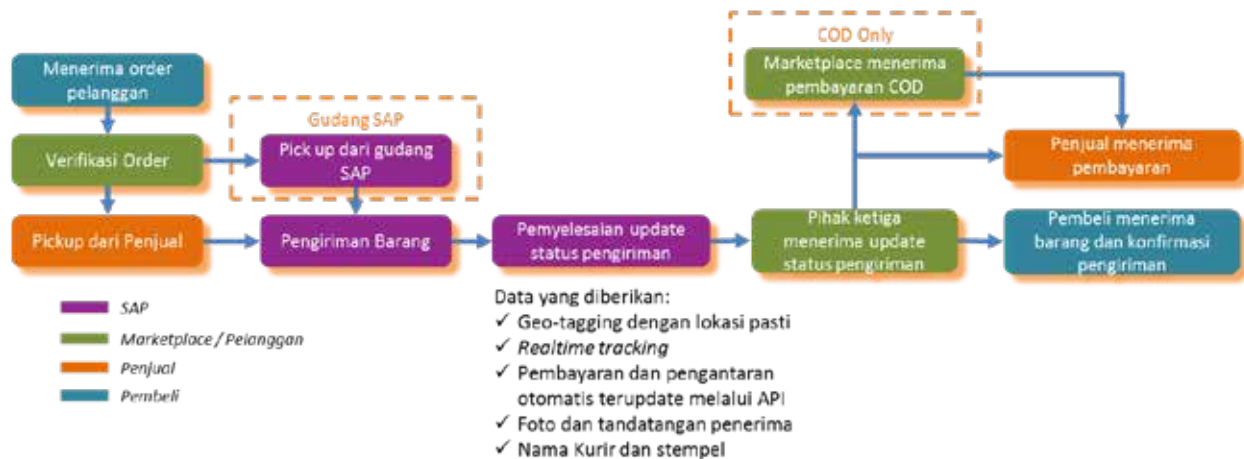 Menerima order
pelanggan
Verifikasi Order
Pickup dari Penjual
Gudang SAP
Pick up dari gudang
SAP
Pengiriman Barang
Pemyelesaian update
status pengiriman
COD Only
Marketplace menerima
pembayaran COD
Pihak ketiga
menerima update
status pengiriman
Penjual menerima
pembayaran
Pembeli menerima
barang dan konfirmasi
pengiriman
SAP
Marketplace / Pelanggan
Penjual
Pembeli
Data yang diberikan:
✓ Geo-tagging dengan lokasi pasti
✓ Realtime tracking
✓ Pembayaran dan pengantaran
otomatis terupdate melalui API
✓ Foto dan tandatangan penerima
✓ Nama Kurir dan stempel